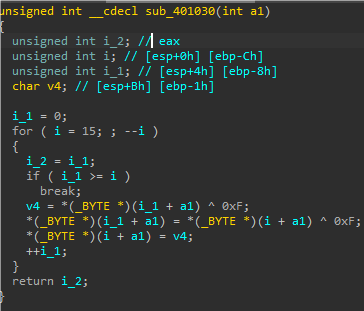 unsigned int __cdecl sub_401030(int a1)
{
  unsigned int i_2; // eax
  unsigned int i; // [esp+0h] [ebp-Ch]
  unsigned int i_1; // [esp+4h] [ebp-8h]
  char v4; // [esp+Bh] [ebp-1h]

  i_1 = 0;
  for ( i = 15; ; --i )
  {
    i_2 = i_1;
    if ( i_1 >= i )
      break;
    v4 = *(_BYTE *)(i_1 + a1) ^ 0xF;
    *(_BYTE *)(i_1 + a1) = *(_BYTE *)(i + a1) ^ 0xF;
    *(_BYTE *)(i + a1) = v4;
    ++i_1;
  }
  return i_2;
}